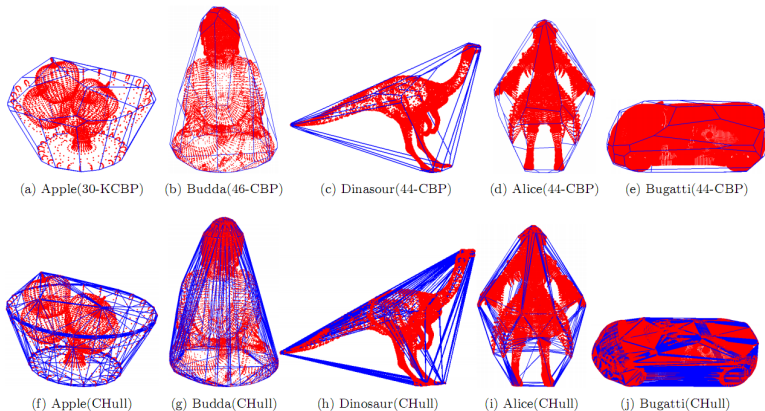 (a) Apple(30-KCBP) (b) Budda(46-CBP) (c) Dinasour(44-CBP) (d) Alice(44-CBP) (e) Bugatti(44-CBP)
(f) Apple(CHull) (g) Budda(CHull) (h) Dinosaur(CHull) (i) Alice(CHull) (j) Bugatti(CHull)